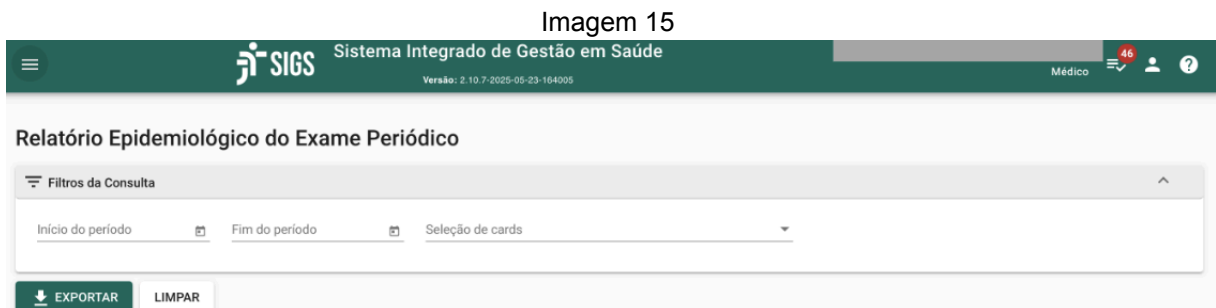 Imagem 15
SIGS Sistema Integrado de Gestão em Saúde
Versão: 2.10.7-2025-05-23-164005
Médico 46
Relatório Epidemiológico do Exame Periódico
Filtros da Consulta
Início do período Fim do período Seleção de cards
EXPORTAR LIMPAR